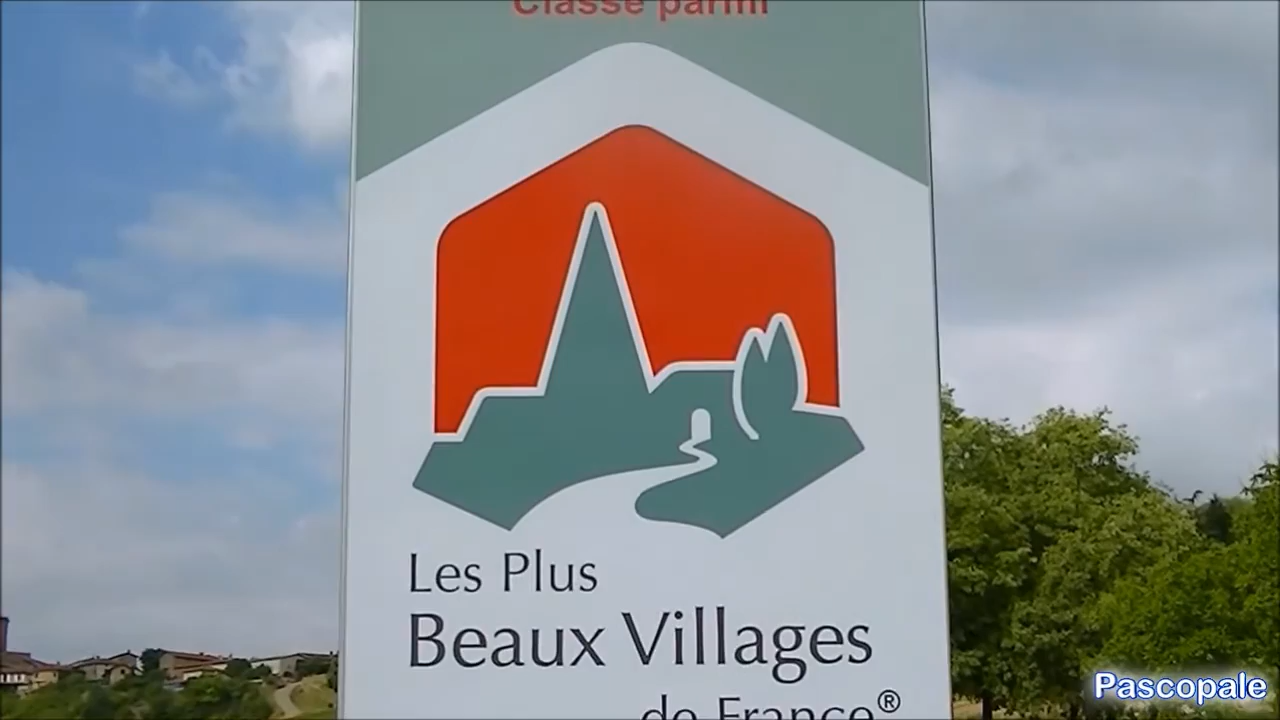 Classé parmi
Les Plus
Beaux Villages
de France®
Pascopale